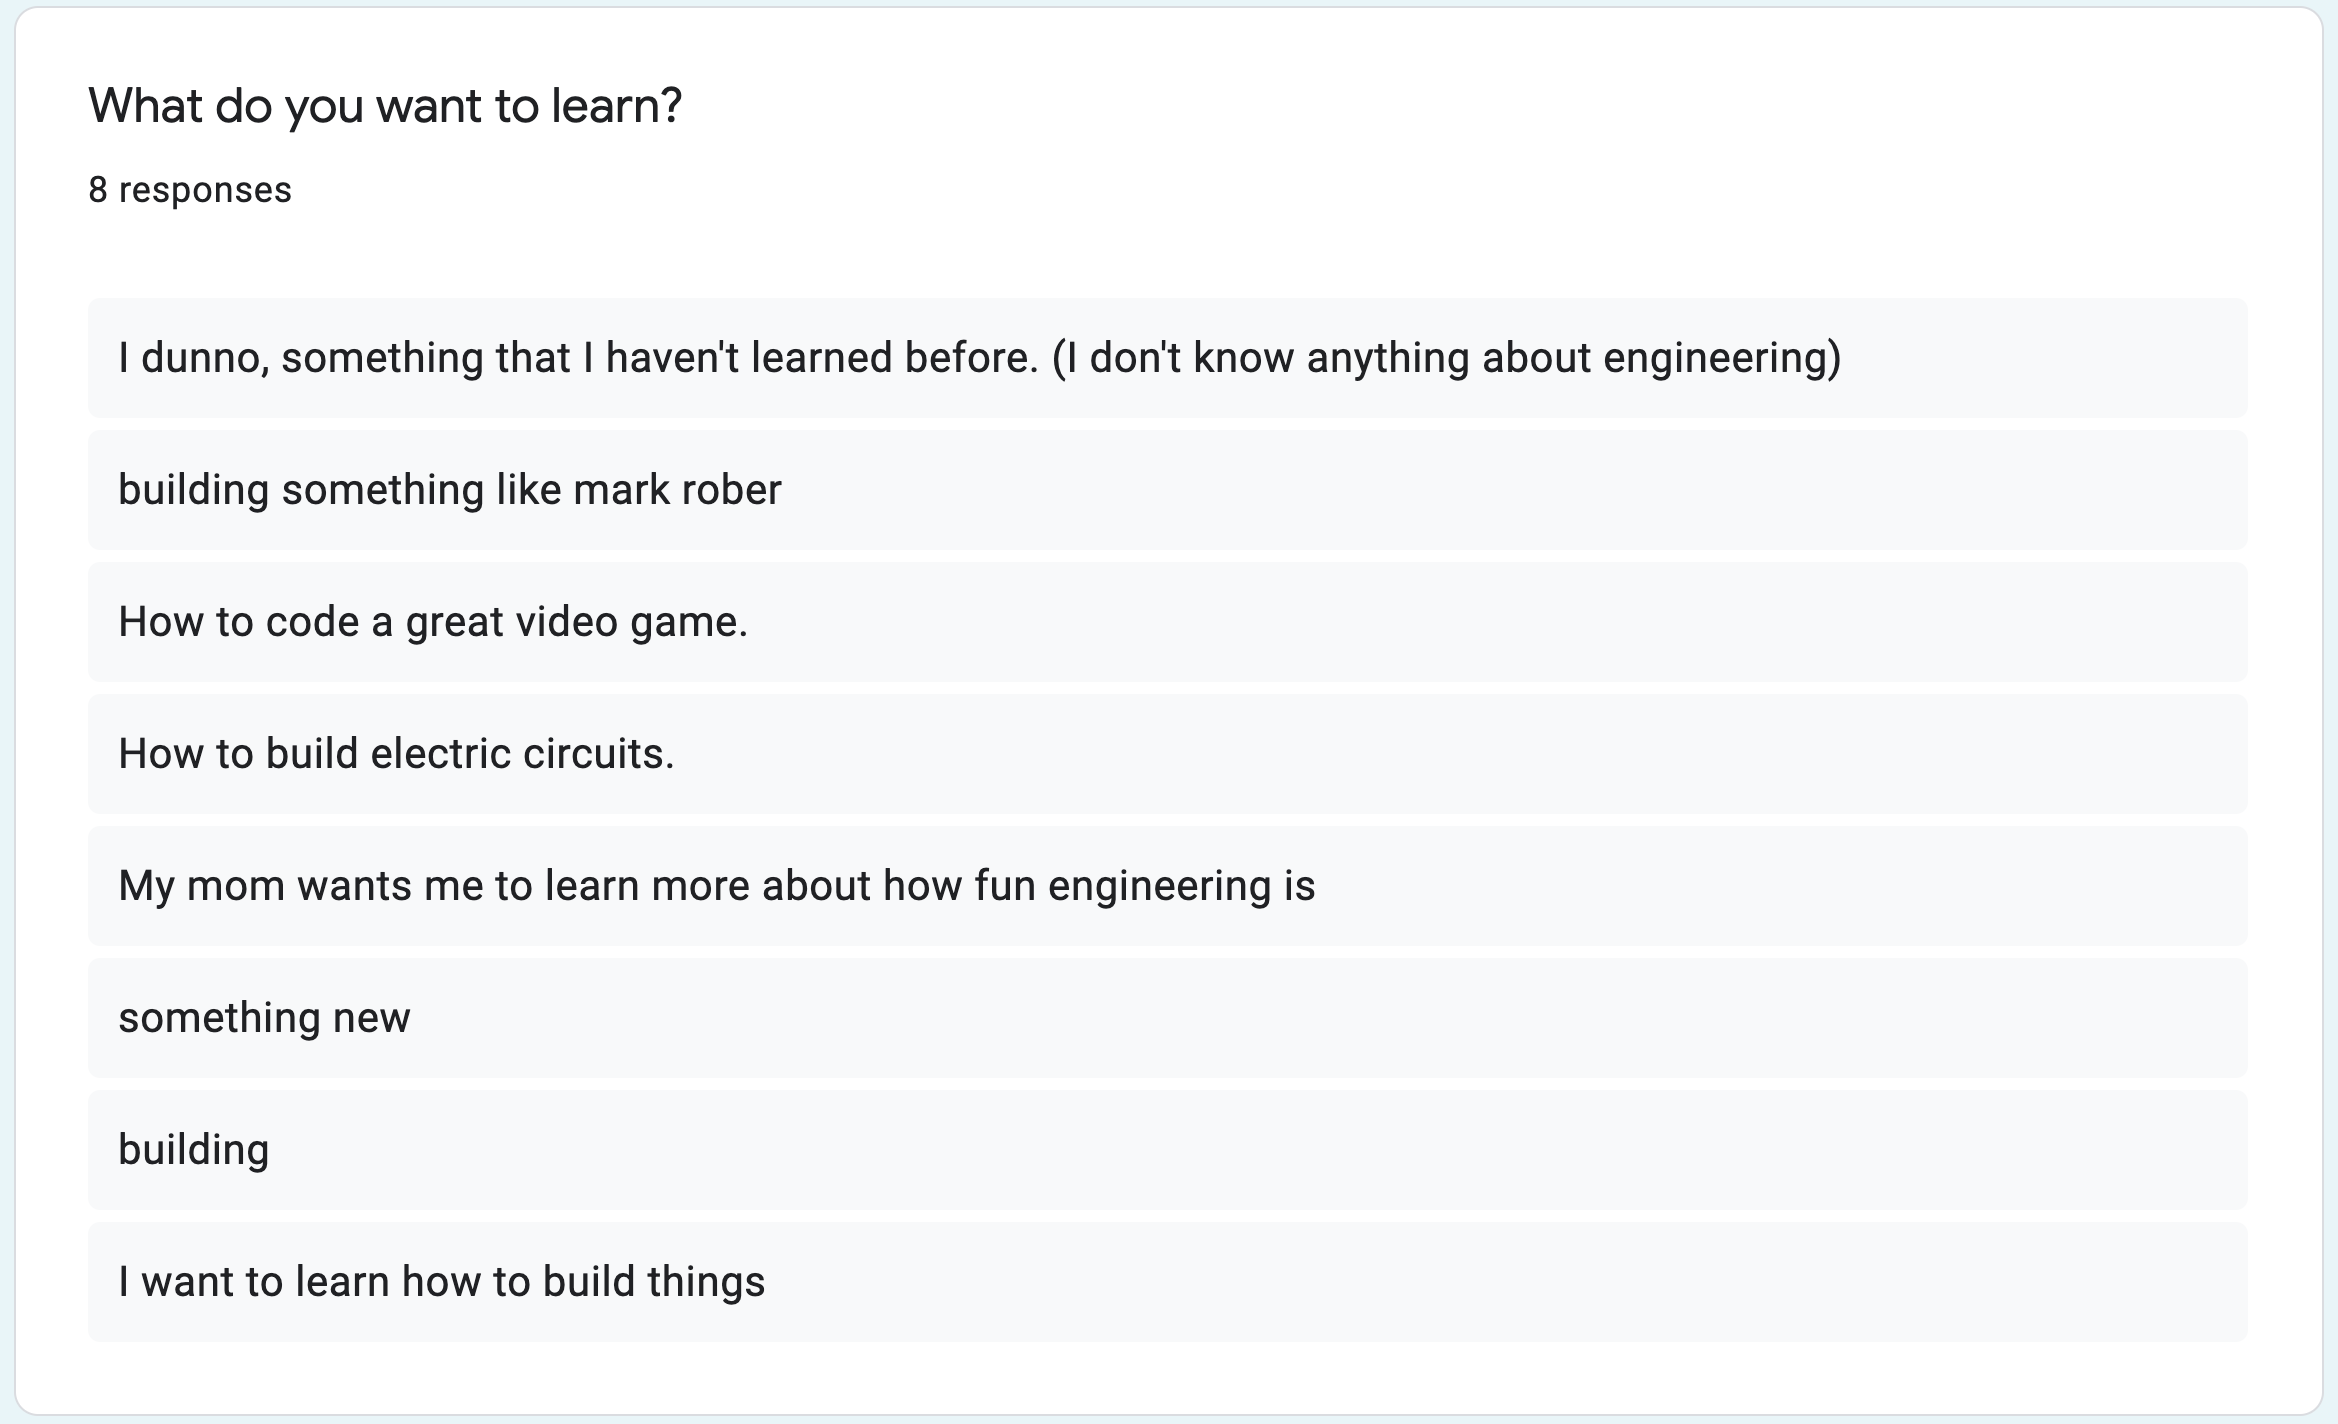 What do you want to learn?
8 responses
I dunno, something that I haven't learned before. (I don't know anything about engineering)
building something like mark rober
How to code a great video game.
How to build electric circuits.
My mom wants me to learn more about how fun engineering is
something new
building
I want to learn how to build things